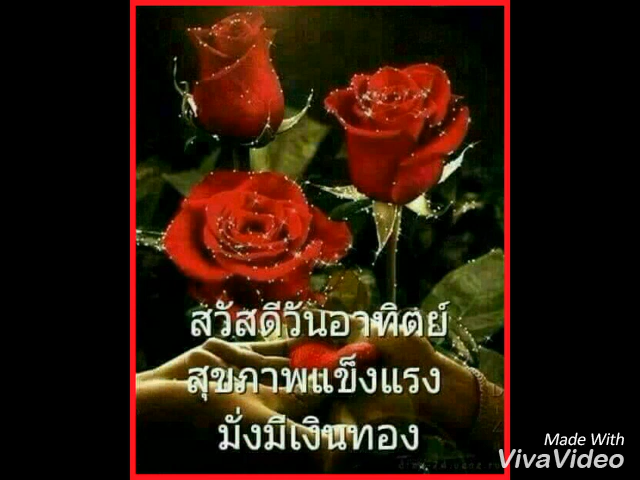 สวัสดีวันอาทิตย์
สุขภาพแข็งแรง
มั่งมีเงินทอง
Made With
VivaVideo